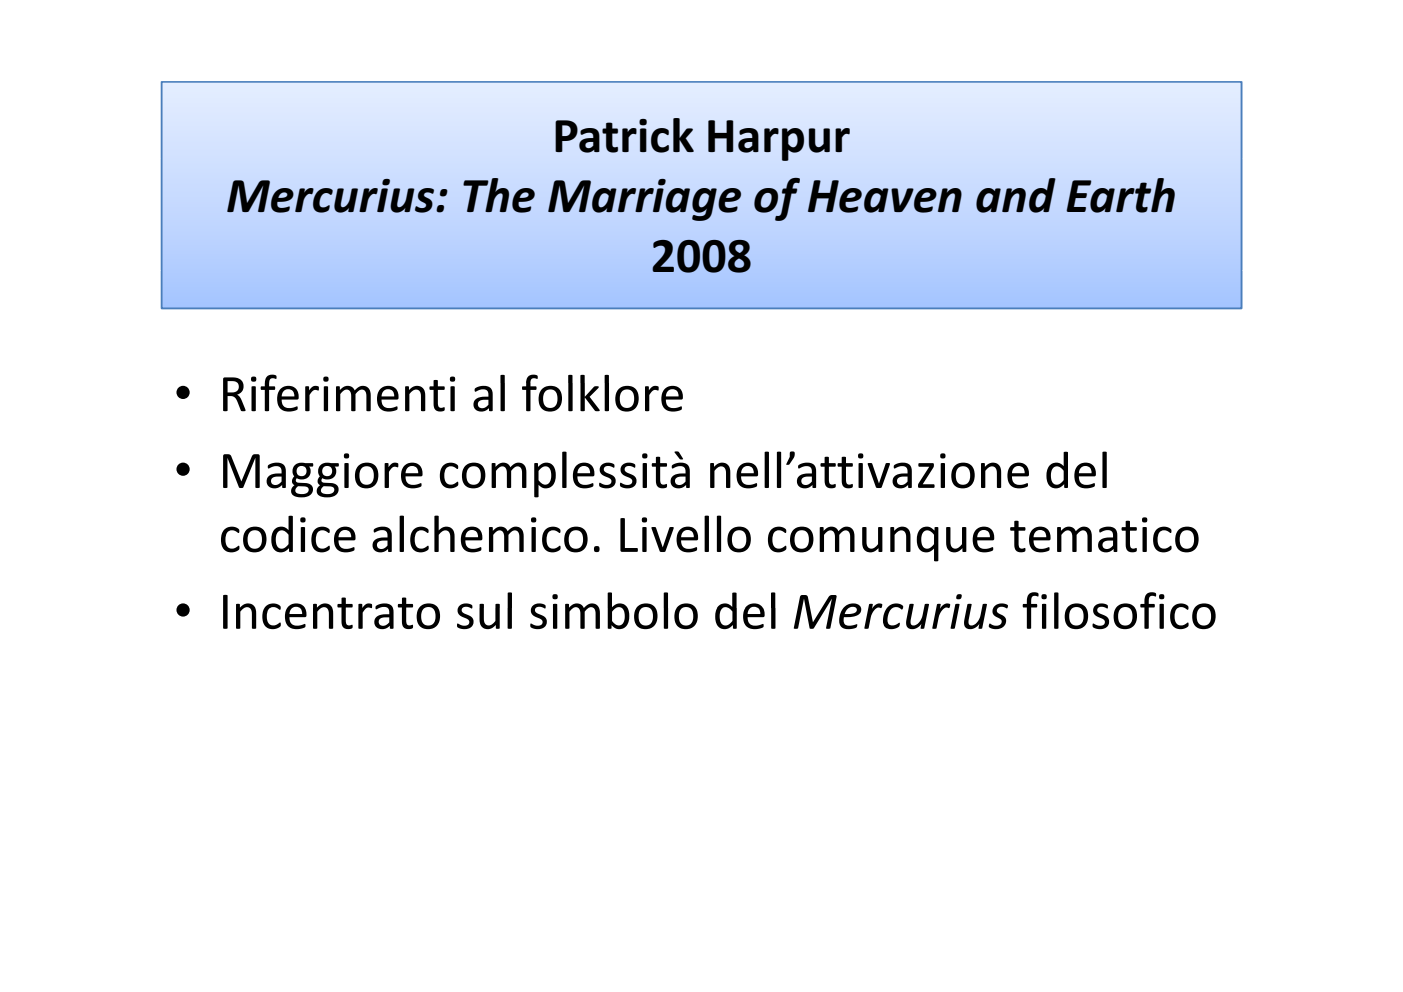 Patrick Harpur
Mercurius: The Marriage of Heaven and Earth
2008
• Riferimenti al folklore
• Maggiore complessità nell’attivazione del
codice alchemico. Livello comunque tematico
• Incentrato sul simbolo del Mercurius filosofico